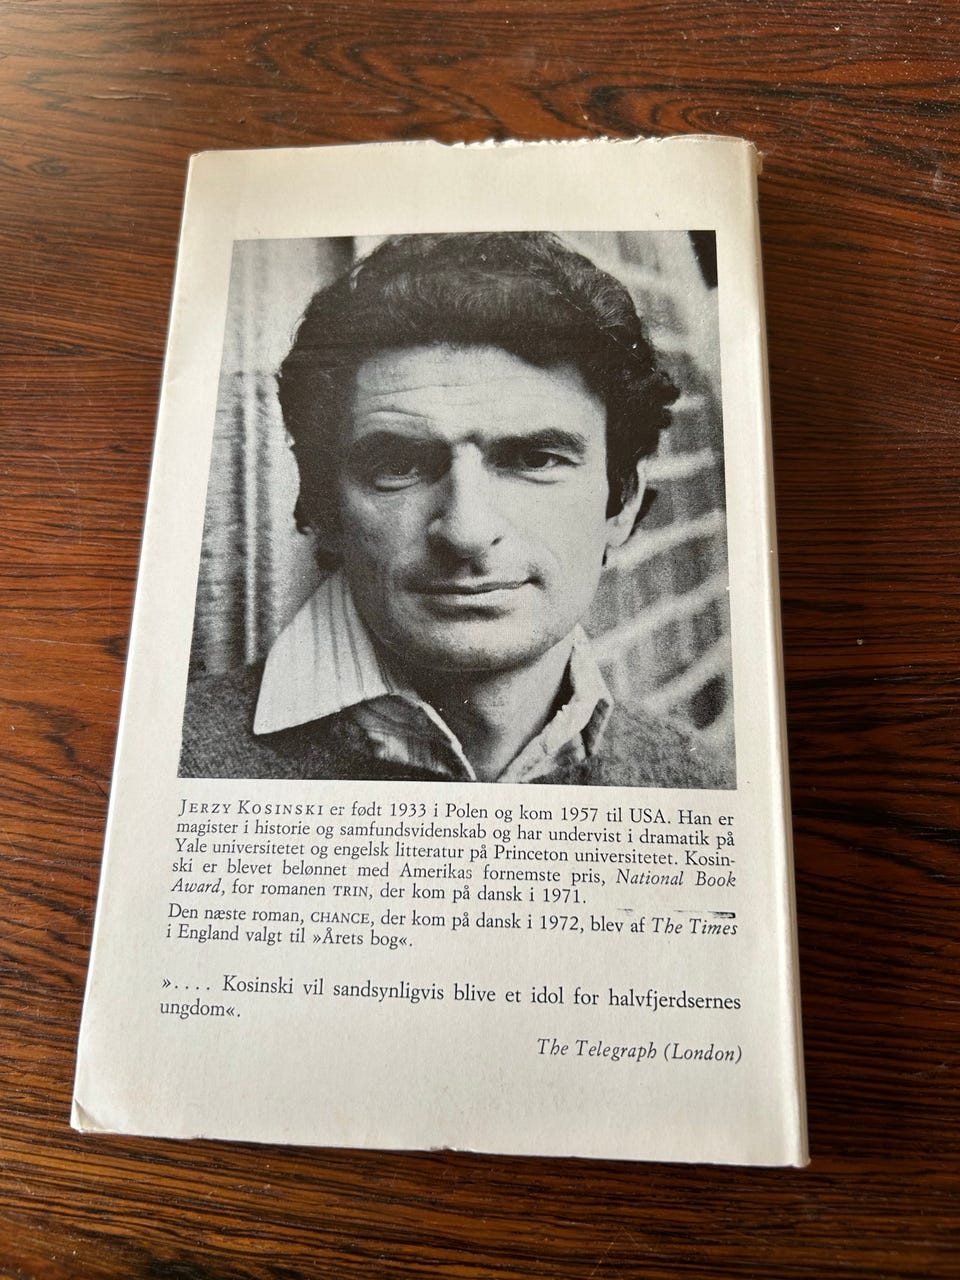 JERZY KOSINSKI er født 1933 i Polen og kom 1957 til USA. Han er
magister i historie og samfundsvidenskab og har undervist i dramatik på
Yale universitetet og engelsk litteratur på Princeton universitetet. Kosin-
ski er blevet belønnet med Amerikas fornemste pris, National Book
Award, for romanen TRIN, der kom på dansk i 1971.
Den næste roman, CHANCE, der kom på dansk i 1972, blev af The Times
i England valgt til »Årets bog«.
».... Kosinski vil sandsynligvis blive et idol for halvfjerdsernes
ungdom«.
The Telegraph (London)